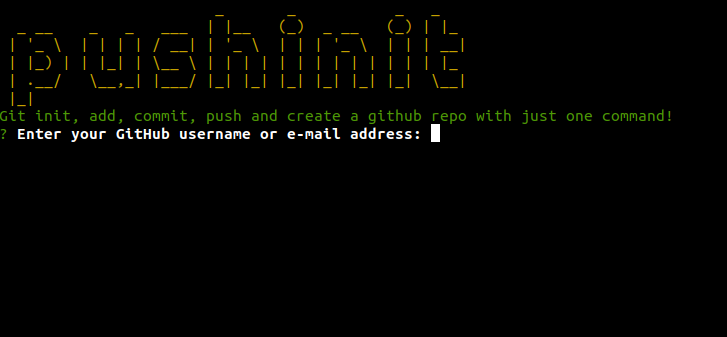 pushinit
Git init, add, commit, push and create a github repo with just one command!
? Enter your GitHub username or e-mail address: